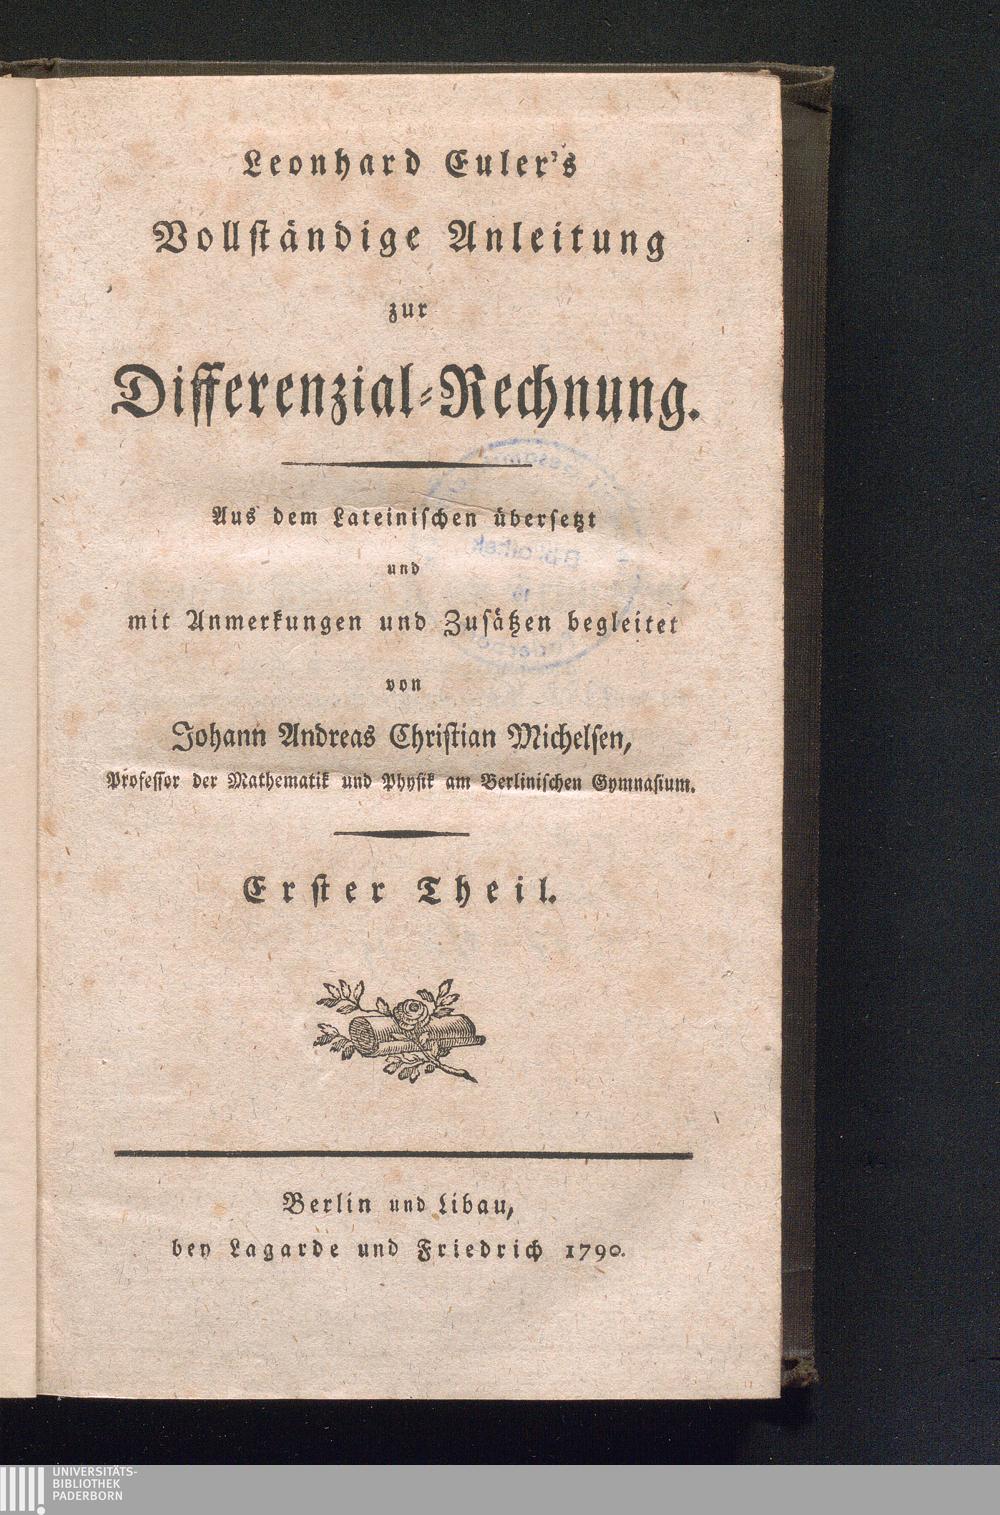 Leonhard Euler's
Vollständige Anleitung
zur
Differenzial-Rechnung.
Aus dem Lateinischen übersetzt
und
mit Anmerkungen und Zusätzen begleitet
von
Johann Andreas Christian Michelsen,
Professor der Mathematik und Physik am Berlinischen Gymnasium.
Erster Theil.
Berlin und Libau,
bey Lagarde und Friedrich 1790.
UNIVERSITÄTS-
BIBLIOTHEK
PADERBORN